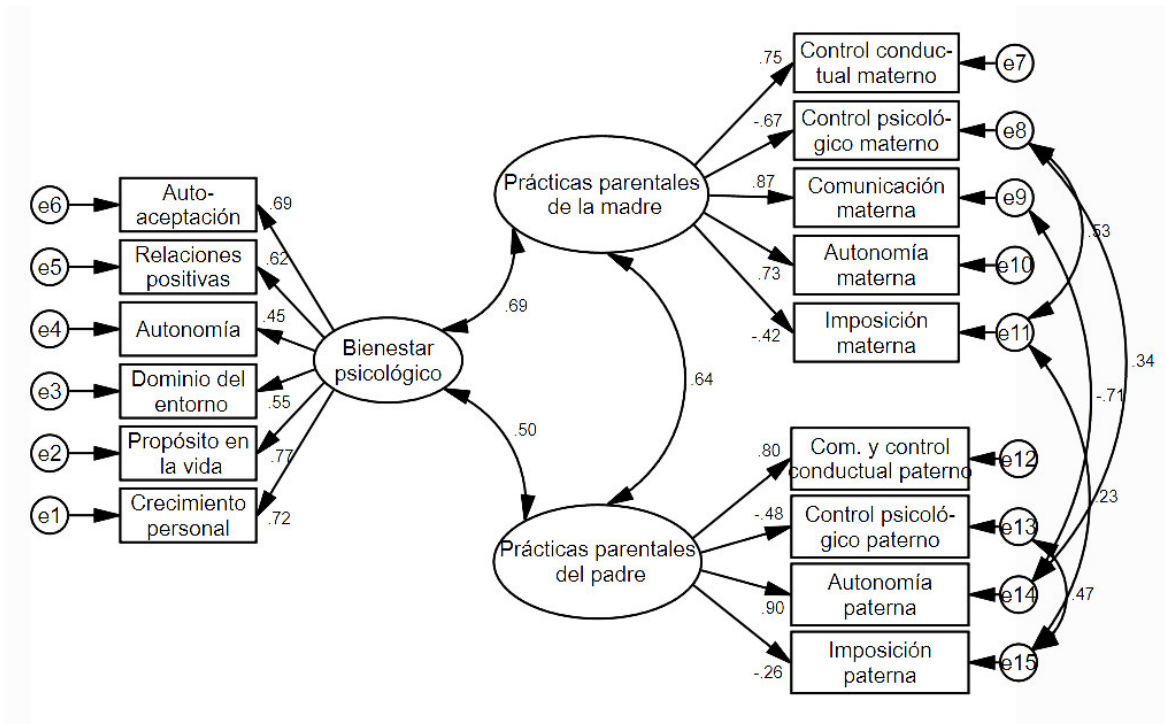 e6
Auto-
aceptación
.69
e5
Relaciones
positivas
.62
e4
Autonomía
.45
e3
Dominio del
entorno
.55
e2
Propósito en
la vida
.77
e1
Crecimiento
personal
.72
Bienestar
psicológico
.69
.50
.64
Prácticas parentales
de la madre
.75
Control conduc-
tual materno
e7
-.67
Control psicoló-
gico materno
e8
.87
Comunicación
materna
e9
.73
Autonomía
materna
e10
-.42
Imposición
materna
e11
Prácticas parentales
del padre
.80
Com. y control
conductual paterno
e12
-.48
Control psicoló-
gico paterno
e13
.90
Autonomía
paterna
e14
-.26
Imposición
paterna
e15
.53
.34
-.71
.23
.47